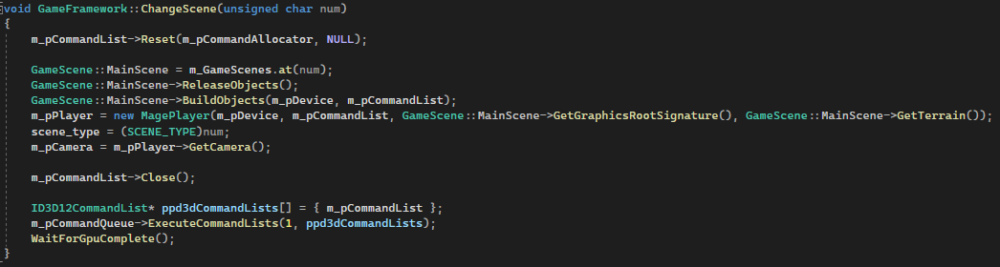 void GameFramework::ChangeScene(unsigned char num)
{
    m_pCommandList->Reset(m_pCommandAllocator, NULL);

    GameScene::MainScene = m_GameScenes.at(num);
    GameScene::MainScene->ReleaseObjects();
    GameScene::MainScene->BuildObjects(m_pDevice, m_pCommandList);
    m_pPlayer = new MagePlayer(m_pDevice, m_pCommandList, GameScene::MainScene->GetGraphicsRootSignature(), GameScene::MainScene->GetTerrain());
    scene_type = (SCENE_TYPE)num;
    m_pCamera = m_pPlayer->GetCamera();

    m_pCommandList->Close();

    ID3D12CommandList* ppd3dCommandLists[] = { m_pCommandList };
    m_pCommandQueue->ExecuteCommandLists(1, ppd3dCommandLists);
    WaitForGpuComplete();
}